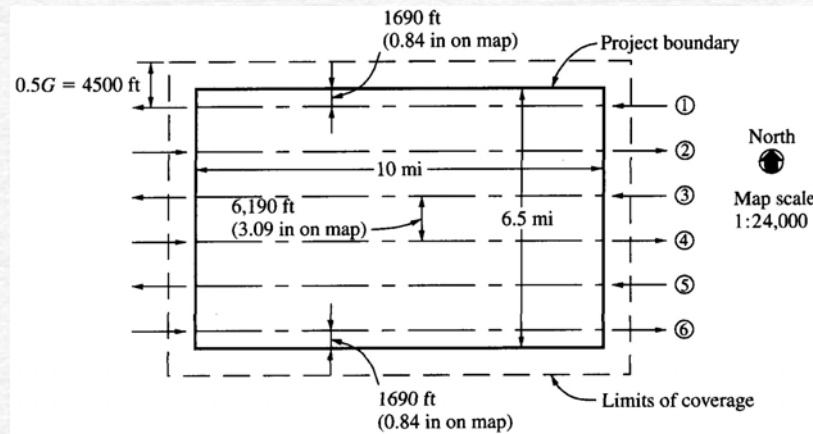 1690 ft
(0.84 in on map)
Project boundary
0.5G = 4500 ft
①
②
North
10 mi
③
6,190 ft
(3.09 in on map)
6.5 mi
Map scale
1:24,000
④
⑤
⑥
1690 ft
(0.84 in on map)
Limits of coverage